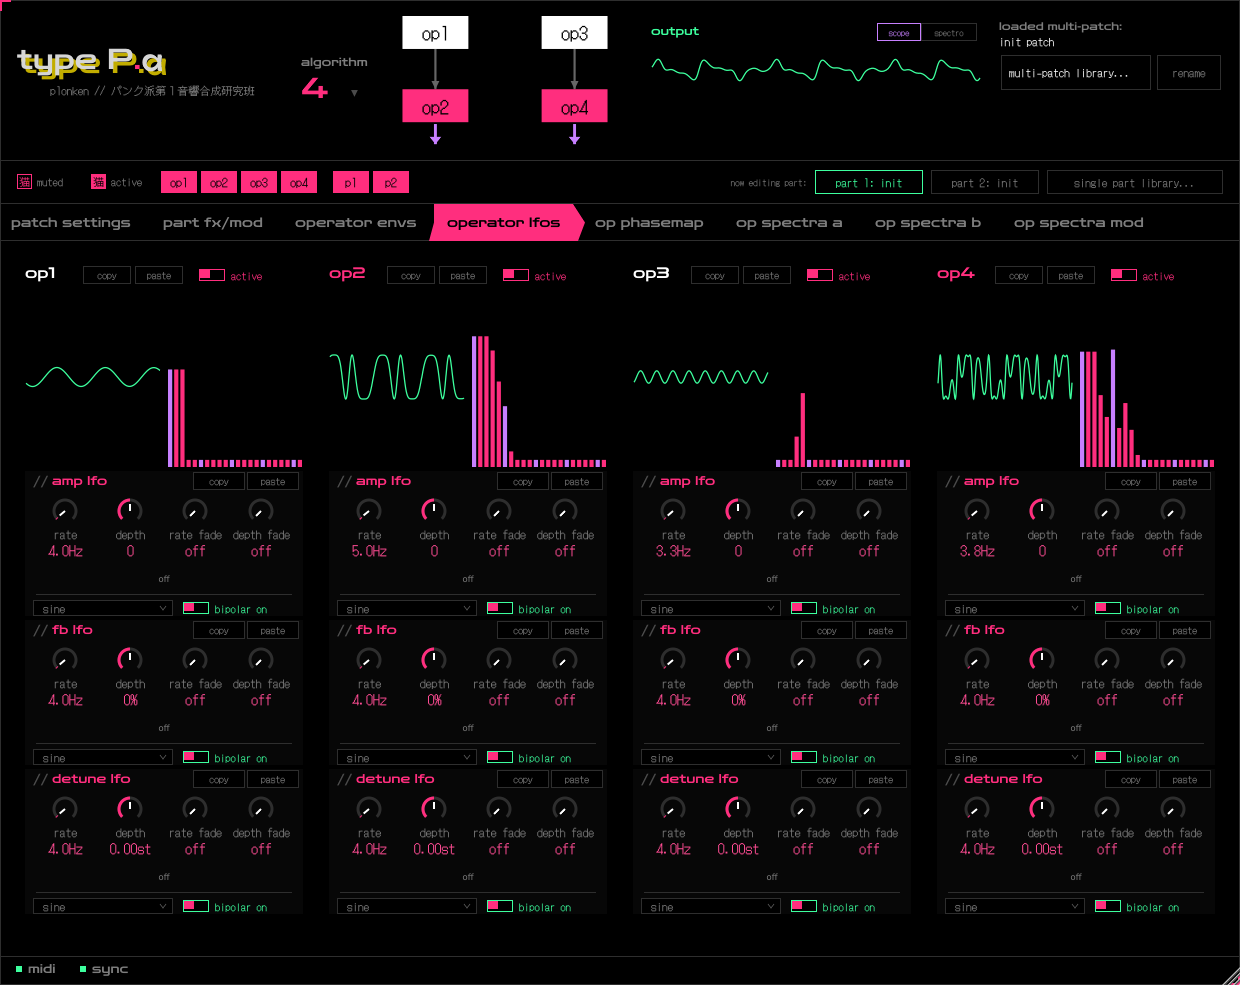 type P.a
plonken // パンク派第1音響合成研究班
algorithm
4 ▼
op1
op2
op3
op4
output
scope spectro
loaded multi-patch:
init patch
multi-patch library... rename
猫 muted 猫 active op1 op2 op3 op4 p1 p2
now editing part: part 1: init part 2: init single part library...
patch settings part fx/mod operator envs operator lfos op phasemap op spectra a op spectra b op spectra mod
op1 copy paste active op2 copy paste active op3 copy paste active op4 copy paste active
// amp lfo copy paste // amp lfo copy paste // amp lfo copy paste // amp lfo copy paste
rate depth rate fade depth fade rate depth rate fade depth fade rate depth rate fade depth fade rate depth rate fade depth fade
4.0Hz 0 off off 5.0Hz 0 off off 3.3Hz 0 off off 3.8Hz 0 off off
off off off off
sine bipolar on sine bipolar on sine bipolar on sine bipolar on
// fb lfo copy paste // fb lfo copy paste // fb lfo copy paste // fb lfo copy paste
rate depth rate fade depth fade rate depth rate fade depth fade rate depth rate fade depth fade rate depth rate fade depth fade
4.0Hz 0% off off 4.0Hz 0% off off 4.0Hz 0% off off 4.0Hz 0% off off
off off off off
sine bipolar on sine bipolar on sine bipolar on sine bipolar on
// detune lfo copy paste // detune lfo copy paste // detune lfo copy paste // detune lfo copy paste
rate depth rate fade depth fade rate depth rate fade depth fade rate depth rate fade depth fade rate depth rate fade depth fade
4.0Hz 0.00st off off 4.0Hz 0.00st off off 4.0Hz 0.00st off off 4.0Hz 0.00st off off
off off off off
sine bipolar on sine bipolar on sine bipolar on sine bipolar on
midi sync